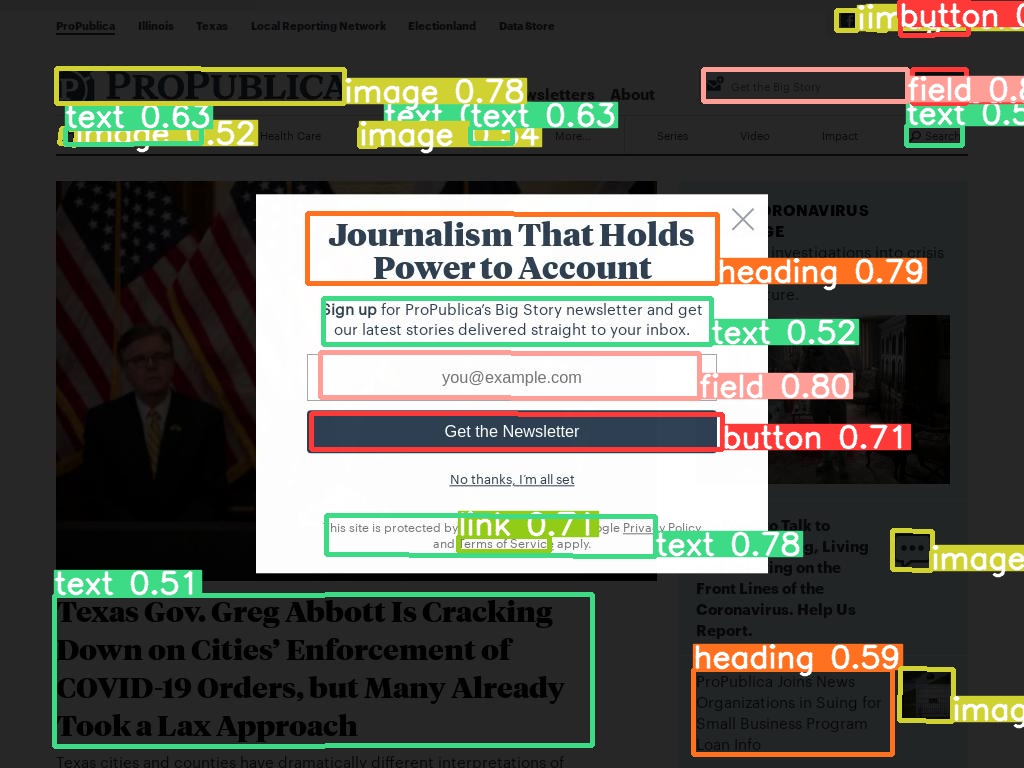 ProPublica Illinois Texas Local Reporting Network Electionland Data Store
button 0
PROPUBLICA
image 0.78
wsletters About
Get the Big Story
field 0.8
text 0.63
text 0.63
text 0.5
image 0.52
Health Care
image 0.54
More...
Series
Video
Impact
Search
Journalism That Holds
Power to Account
heading 0.79
Sign up for ProPublica's Big Story newsletter and get
our latest stories delivered straight to your inbox.
text 0.52
you@example.com
field 0.80
Get the Newsletter
button 0.71
No thanks, I'm all set
This site is protected by
link 0.71
Privacy Policy
and Terms of Service apply.
text 0.78
ORONAVIRUS
GE
investigations into crisis
ure.
o Talk to
g, Living
ing on the
Front Lines of the
Coronavirus. Help Us
Report.
image
text 0.51
Texas Gov. Greg Abbott Is Cracking
Down on Cities' Enforcement of
COVID-19 Orders, but Many Already
Took a Lax Approach
Texas cities and counties have dramatically different interpretations of
heading 0.59
ProPublica Joins News
Organizations in Suing for
Small Business Program
Loan Info
imag